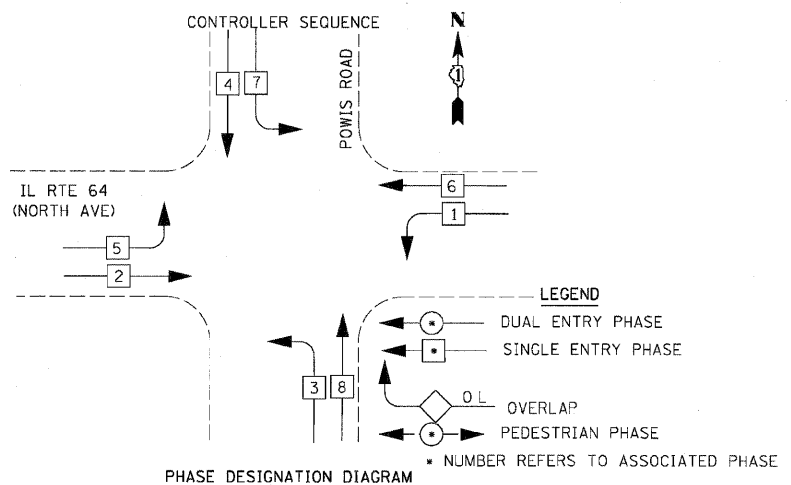 CONTROLLER SEQUENCE
N
4
7
POWIS ROAD
1
IL RTE 64
(NORTH AVE)
6
1
5
2
LEGEND
* DUAL ENTRY PHASE
* SINGLE ENTRY PHASE
3
8
OL
OVERLAP
* PEDESTRIAN PHASE
* NUMBER REFERS TO ASSOCIATED PHASE
PHASE DESIGNATION DIAGRAM